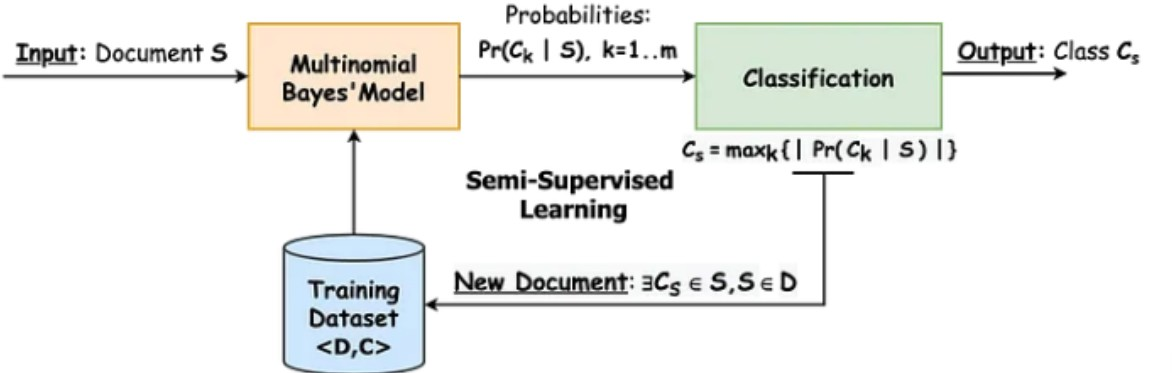 Input: Document S
Multinomial
Bayes' Model
Probabilities:
Pr(Cₖ | S), k=1..m
Classification
Output: Class Cₛ
Cₛ = maxₖ{| Pr(Cₖ | S) |}
Semi-Supervised
Learning
New Document: ∃Cₛ ∈ S,S ∈ D
Training
Dataset
<D,C>